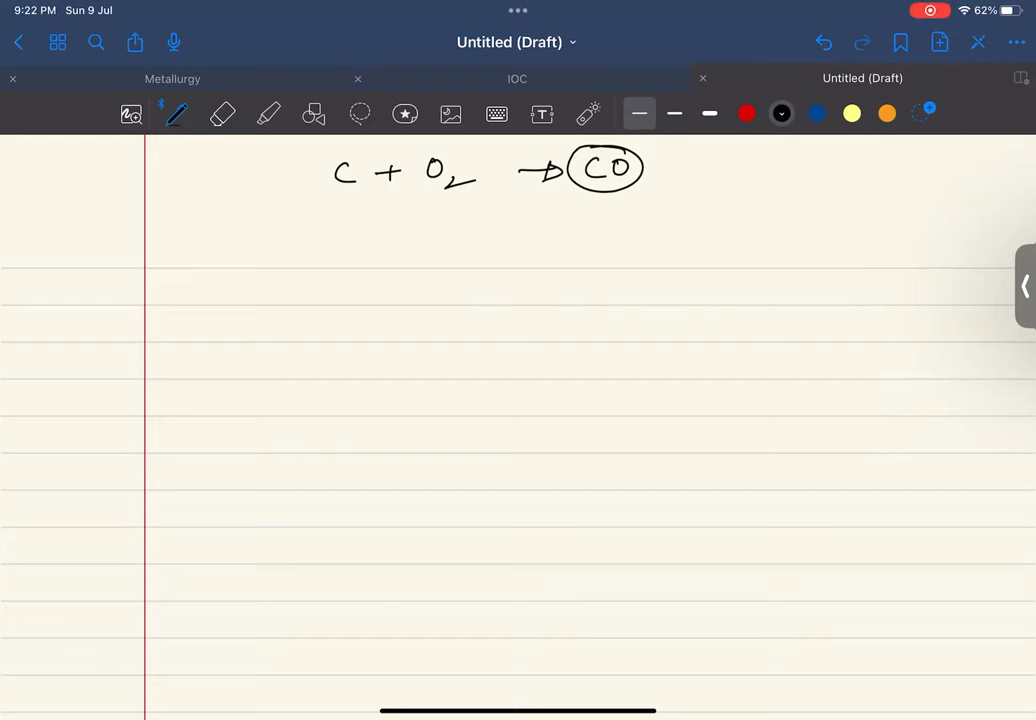 9:22 PM Sun 9 Jul 62%
Untitled (Draft)
Metallurgy IOC Untitled (Draft)
C + O₂ → CO